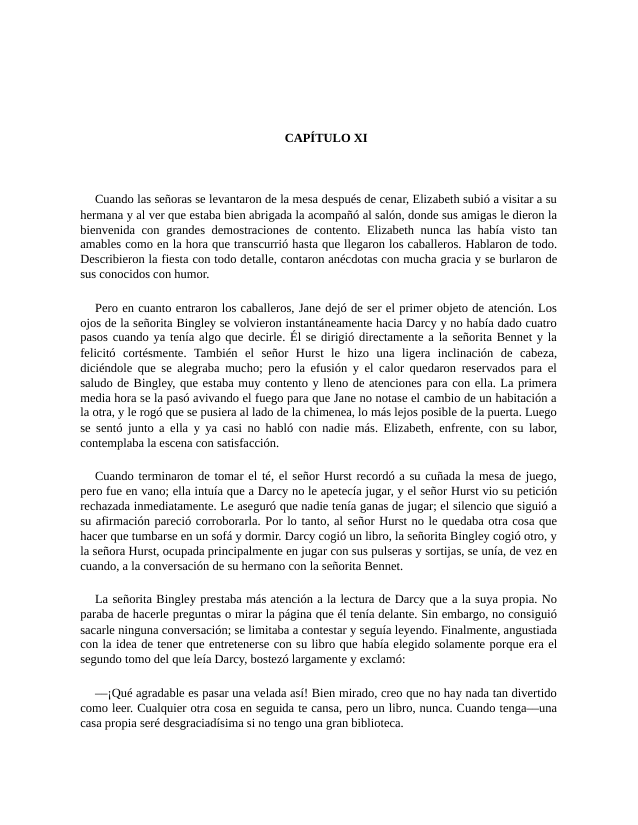 CAPÍTULO XI
Cuando las señoras se levantaron de la mesa después de cenar, Elizabeth subió a visitar a su
hermana y al ver que estaba bien abrigada la acompañó al salón, donde sus amigas le dieron la
bienvenida con grandes demostraciones de contento. Elizabeth nunca las había visto tan
amables como en la hora que transcurrió hasta que llegaron los caballeros. Hablaron de todo.
Describieron la fiesta con todo detalle, contaron anécdotas con mucha gracia y se burlaron de
sus conocidos con humor.
Pero en cuanto entraron los caballeros, Jane dejó de ser el primer objeto de atención. Los
ojos de la señorita Bingley se volvieron instantáneamente hacia Darcy y no había dado cuatro
pasos cuando ya tenía algo que decirle. Él se dirigió directamente a la señorita Bennet y la
felicitó cortésmente. También el señor Hurst le hizo una ligera inclinación de cabeza,
diciéndole que se alegraba mucho; pero la efusión y el calor quedaron reservados para el
saludo de Bingley, que estaba muy contento y lleno de atenciones para con ella. La primera
media hora se la pasó avivando el fuego para que Jane no notase el cambio de un habitación a
la otra, y le rogó que se pusiera al lado de la chimenea, lo más lejos posible de la puerta. Luego
se sentó junto a ella y ya casi no habló con nadie más. Elizabeth, enfrente, con su labor,
contemplaba la escena con satisfacción.
Cuando terminaron de tomar el té, el señor Hurst recordó a su cuñada la mesa de juego,
pero fue en vano; ella intuía que a Darcy no le apetecía jugar, y el señor Hurst vio su petición
rechazada inmediatamente. Le aseguró que nadie tenía ganas de jugar; el silencio que siguió a
su afirmación pareció corroborarla. Por lo tanto, al señor Hurst no le quedaba otra cosa que
hacer que tumbarse en un sofá y dormir. Darcy cogió un libro, la señorita Bingley cogió otro, y
la señora Hurst, ocupada principalmente en jugar con sus pulseras y sortijas, se unía, de vez en
cuando, a la conversación de su hermano con la señorita Bennet.
La señorita Bingley prestaba más atención a la lectura de Darcy que a la suya propia. No
paraba de hacerle preguntas o mirar la página que él tenía delante. Sin embargo, no consiguió
sacarle ninguna conversación; se limitaba a contestar y seguía leyendo. Finalmente, angustiada
con la idea de tener que entretenerse con su libro que había elegido solamente porque era el
segundo tomo del que leía Darcy, bostezó largamente y exclamó:
—¡Qué agradable es pasar una velada así! Bien mirado, creo que no hay nada tan divertido
como leer. Cualquier otra cosa en seguida te cansa, pero un libro, nunca. Cuando tenga—una
casa propia seré desgraciadísima si no tengo una gran biblioteca.